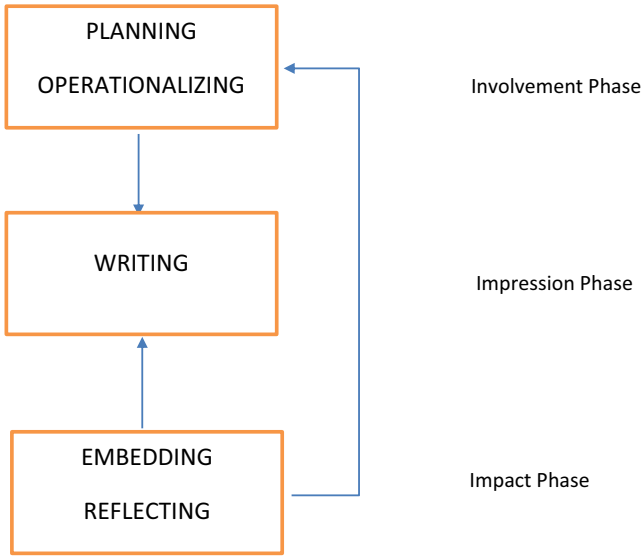 PLANNING
OPERATIONALIZING
Involvement Phase
WRITING
Impression Phase
EMBEDDING
REFLECTING
Impact Phase